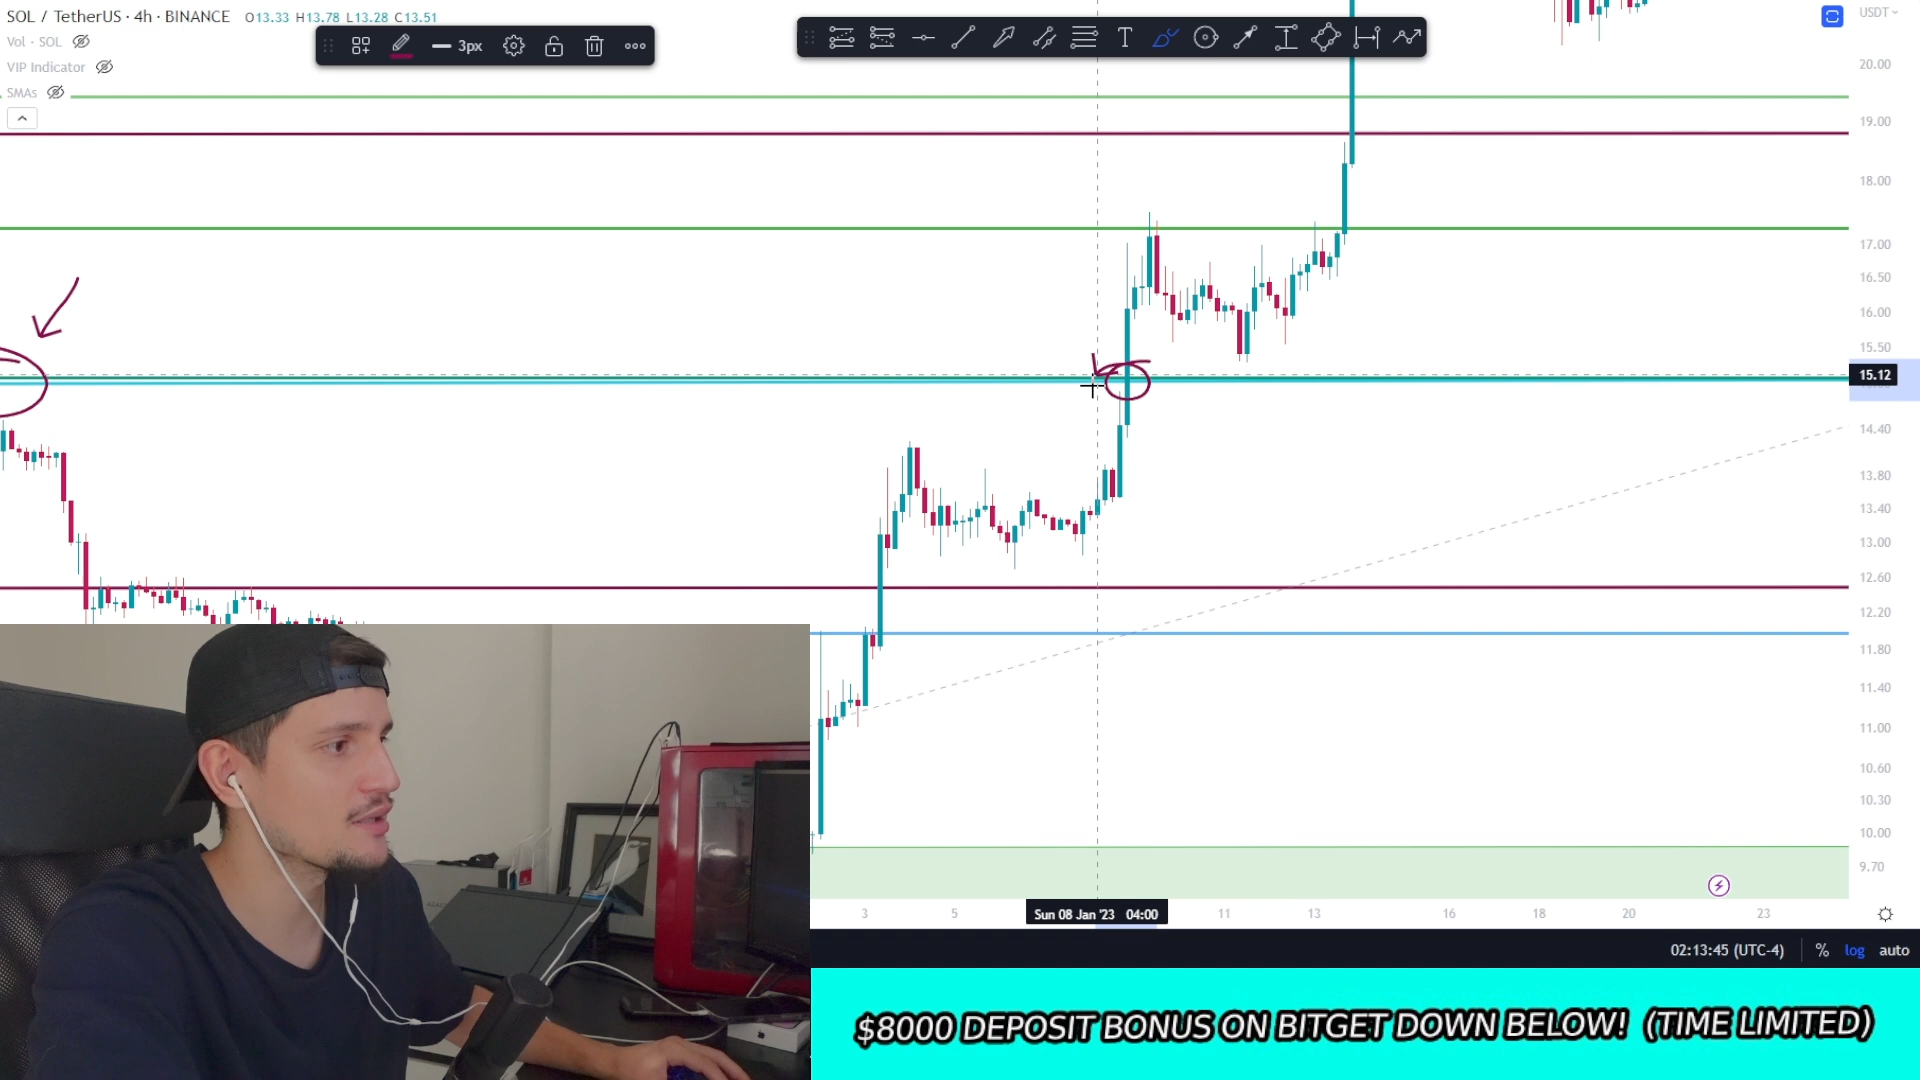 SOL / TetherUS · 4h · BINANCE O13.33 H13.78 L13.28 C13.51
Vol · SOL
VIP Indicator
SMAs
3px
T
USDT
20.00
19.00
18.00
17.00
16.50
16.00
15.50
15.12
14.40
13.80
13.40
13.00
12.60
12.20
11.80
11.40
11.00
10.60
10.30
10.00
9.70
3 5 Sun 08 Jan '23 04:00 11 13 16 18 20 23
02:13:45 (UTC-4) % log auto
$8000 DEPOSIT BONUS ON BITGET DOWN BELOW! (TIME LIMITED)